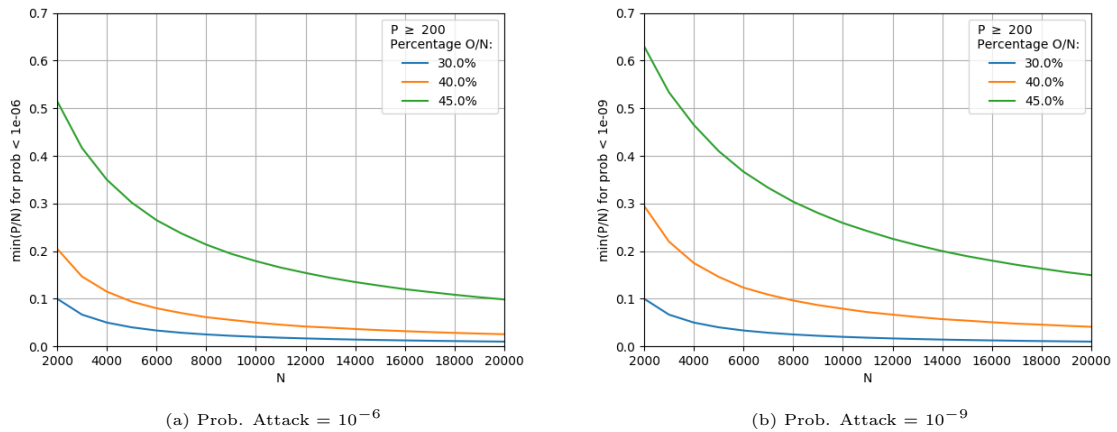 0.7
0.6
0.5
0.4
0.3
0.2
0.1
0.0
min(P/N) for prob < 1e-06
P ≥ 200
Percentage O/N:
30.0%
40.0%
45.0%
2000 4000 6000 8000 10000 12000 14000 16000 18000 20000
N
(a) Prob. Attack = 10⁻⁶
0.7
0.6
0.5
0.4
0.3
0.2
0.1
0.0
min(P/N) for prob < 1e-09
P ≥ 200
Percentage O/N:
30.0%
40.0%
45.0%
2000 4000 6000 8000 10000 12000 14000 16000 18000 20000
N
(b) Prob. Attack = 10⁻⁹